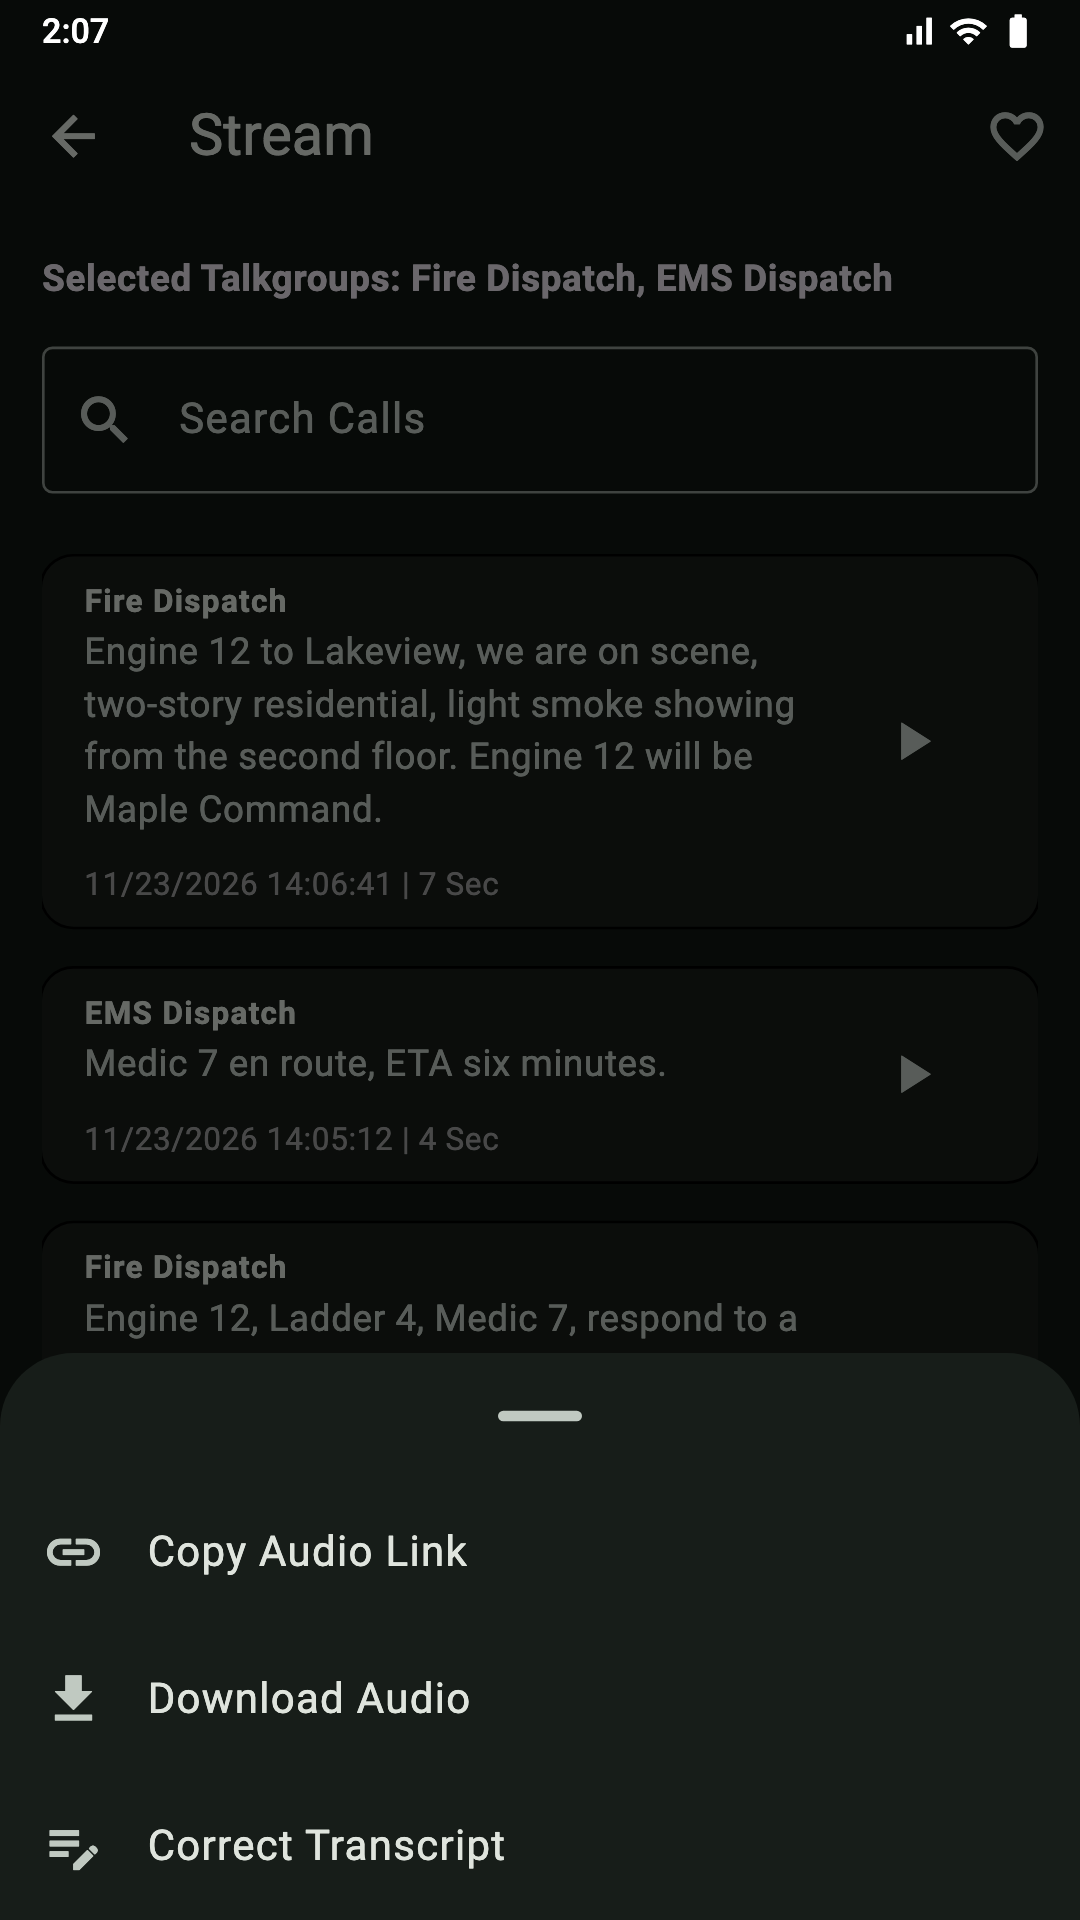 2:07
Stream
Selected Talkgroups: Fire Dispatch, EMS Dispatch
Search Calls
Fire Dispatch
Engine 12 to Lakeview, we are on scene,
two-story residential, light smoke showing
from the second floor. Engine 12 will be
Maple Command.
11/23/2026 14:06:41 | 7 Sec
EMS Dispatch
Medic 7 en route, ETA six minutes.
11/23/2026 14:05:12 | 4 Sec
Fire Dispatch
Engine 12, Ladder 4, Medic 7, respond to a
Copy Audio Link
Download Audio
Correct Transcript